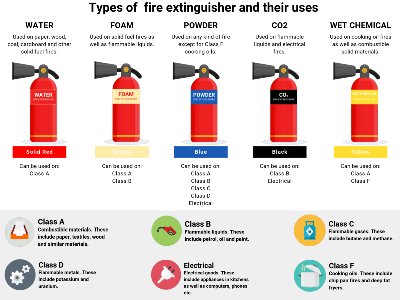 Types of fire extinguisher and their uses
WATER
Used on paper, wood,
coal, cardboard and other
solid fuel fires.
FOAM
Used on solid fuel fires as
well as flammable liquids.
POWDER
Used on any kind of fire
except for Class F
cooking oils.
CO2
Used on flammable
liquids and electrical
fires.
WET CHEMICAL
Used on cooking oil fires
as well as combustible
solid materials.
WATER
FOAM
POWDER
CO₂
Solid Red
Cream
Blue
Black
Yellow
Can be used on:
Class A
Can be used on:
Class A
Class B
Can be used on:
Class A
Class B
Class C
Class D
Electrical
Can be used on:
Class B
Electrical
Can be used on:
Class A
Class F
Class A
Combustible materials. These
include paper, textiles, wood
and similar materials.
Class B
Flammable liquids. These
include petrol, oil and paint.
Class C
Flammable gases. These
include butane and methane.
Class D
Flammable metals. These
include potassium and
uranium.
Electrical
Electrical goods. These
include appliances in kitchens
as well as computers, phones
etc.
Class F
Cooking oils. These include
chip pan fires and deep fat
fryers.